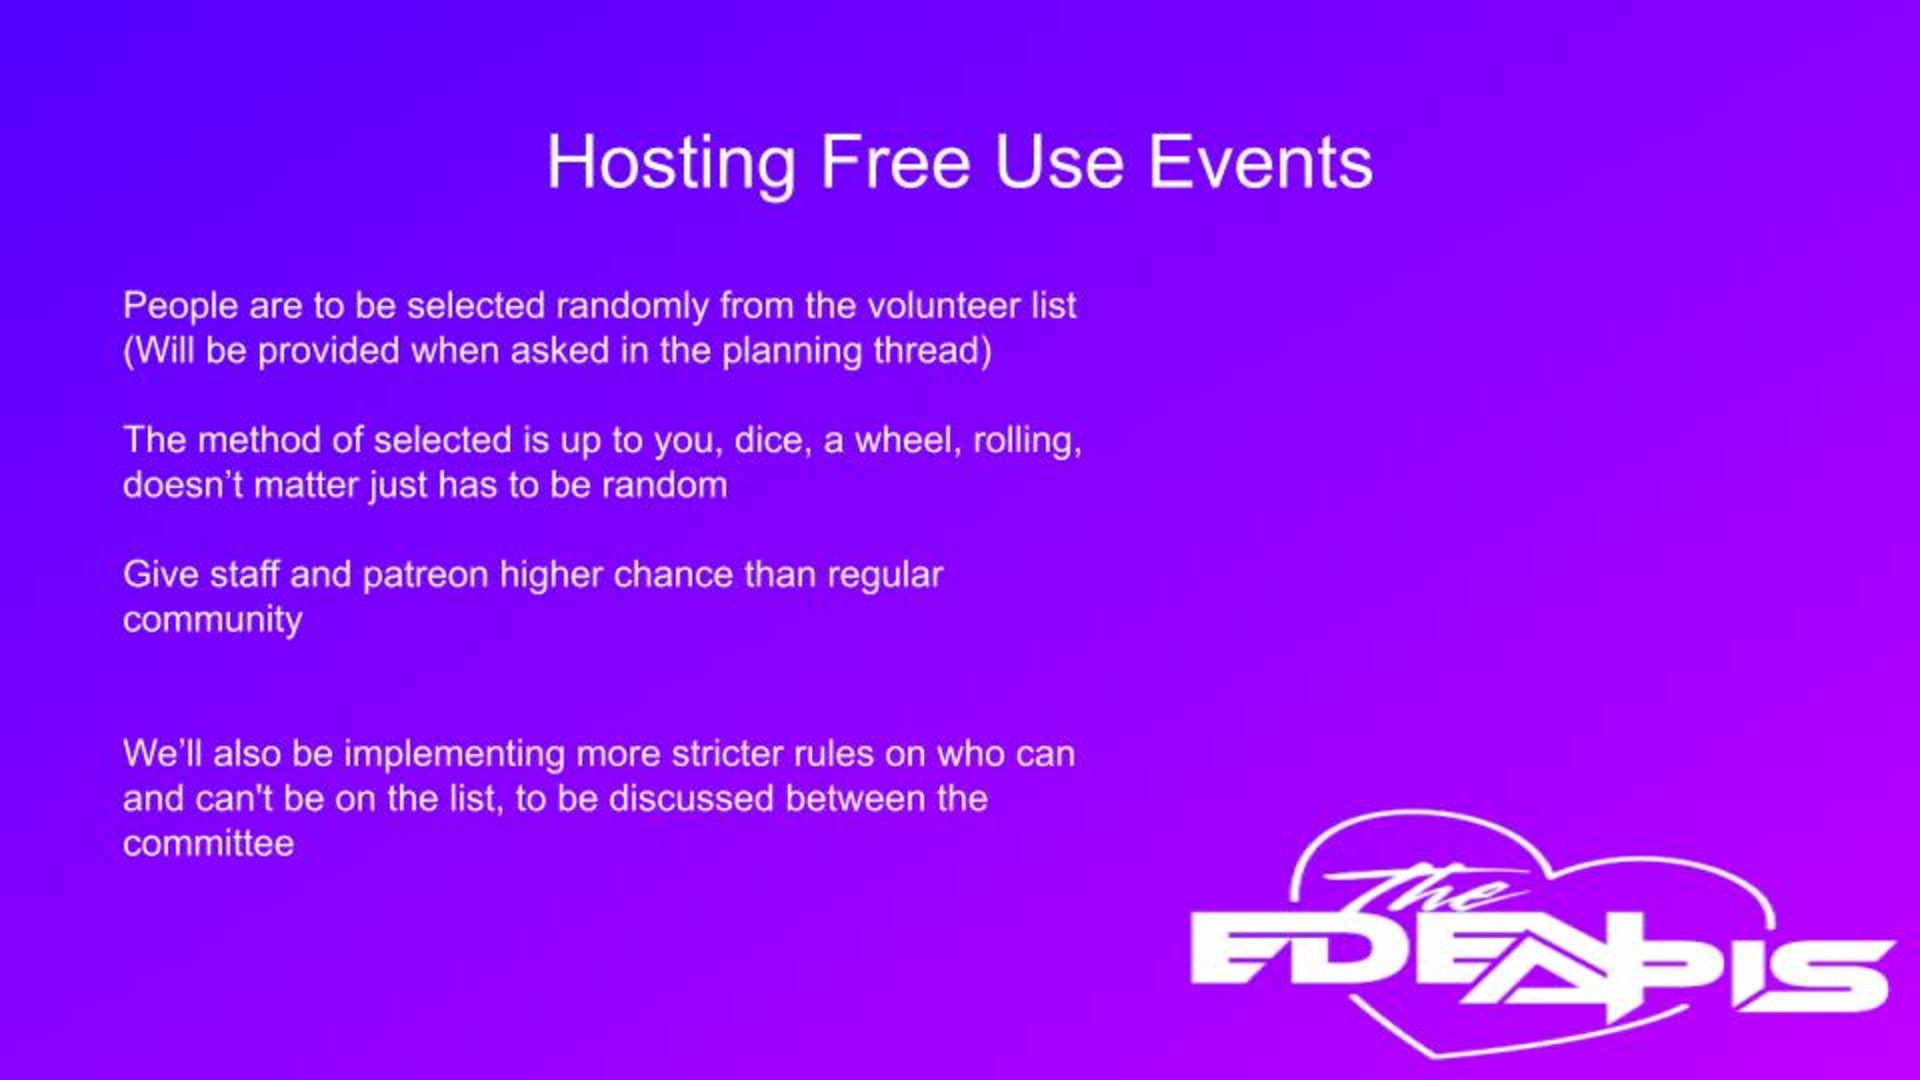 Hosting Free Use Events
People are to be selected randomly from the volunteer list
(Will be provided when asked in the planning thread)
The method of selected is up to you, dice, a wheel, rolling,
doesn’t matter just has to be random
Give staff and patreon higher chance than regular
community
We’ll also be implementing more stricter rules on who can
and can't be on the list, to be discussed between the
committee
The